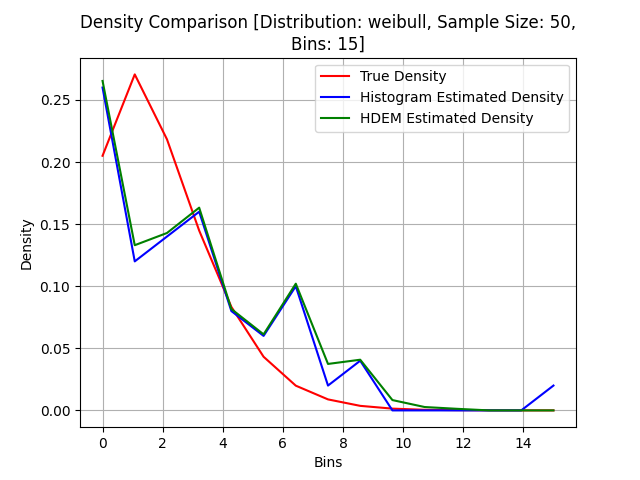 Density Comparison [Distribution: weibull, Sample Size: 50,
Bins: 15]
True Density
Histogram Estimated Density
HDEM Estimated Density
Density
0.25
0.20
0.15
0.10
0.05
0.00
0 2 4 6 8 10 12 14
Bins